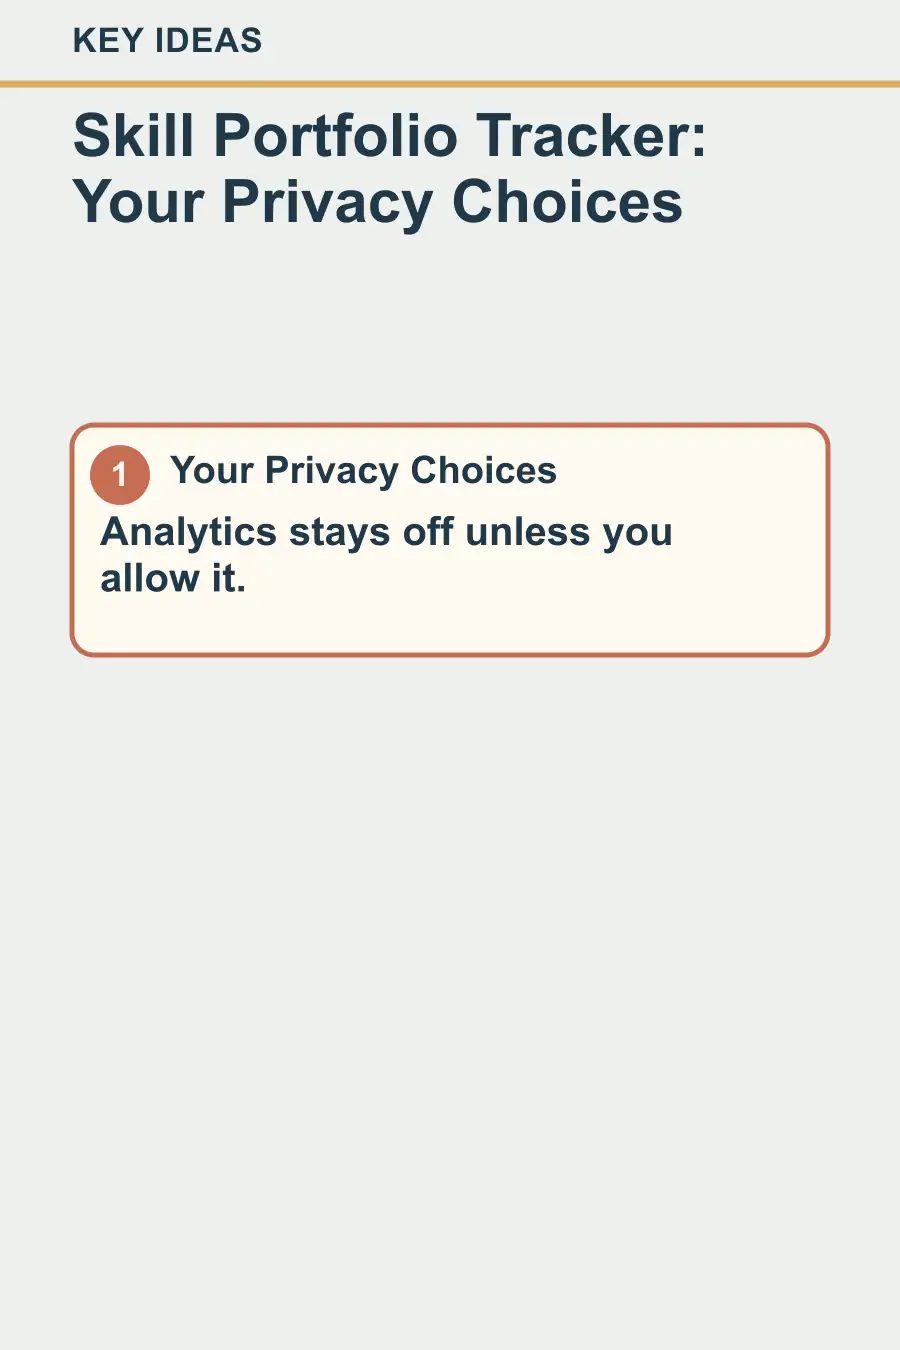 KEY IDEAS
Skill Portfolio Tracker:
Your Privacy Choices
1 Your Privacy Choices
Analytics stays off unless you
allow it.